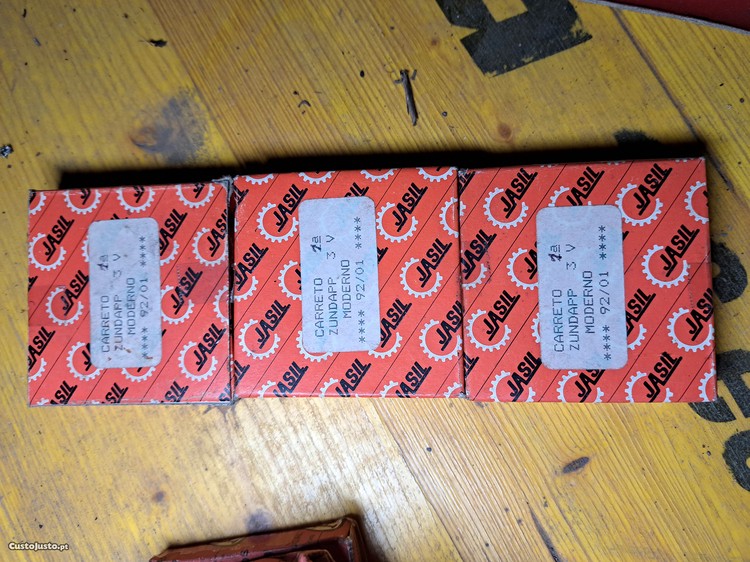 CARRETO 1ª
ZUNDAPP 3 V
MODERNO
**** 92/01 ****
CARRETO 1ª
ZUNDAPP 3 V
MODERNO
**** 92/01 ****
CARRETO 1ª
ZUNDAPP 3 V
MODERNO
**** 92/01 ****
JASIL
CustoJusto.pt